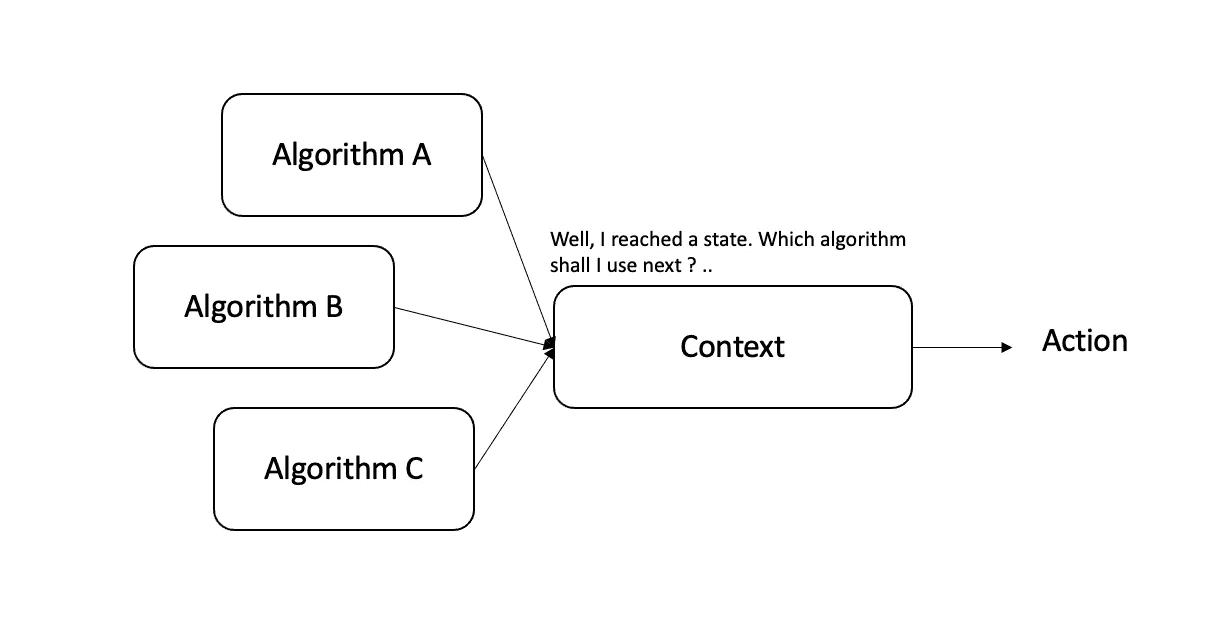 Algorithm A
Well, I reached a state. Which algorithm
shall I use next ? ..
Algorithm B
Context
Action
Algorithm C